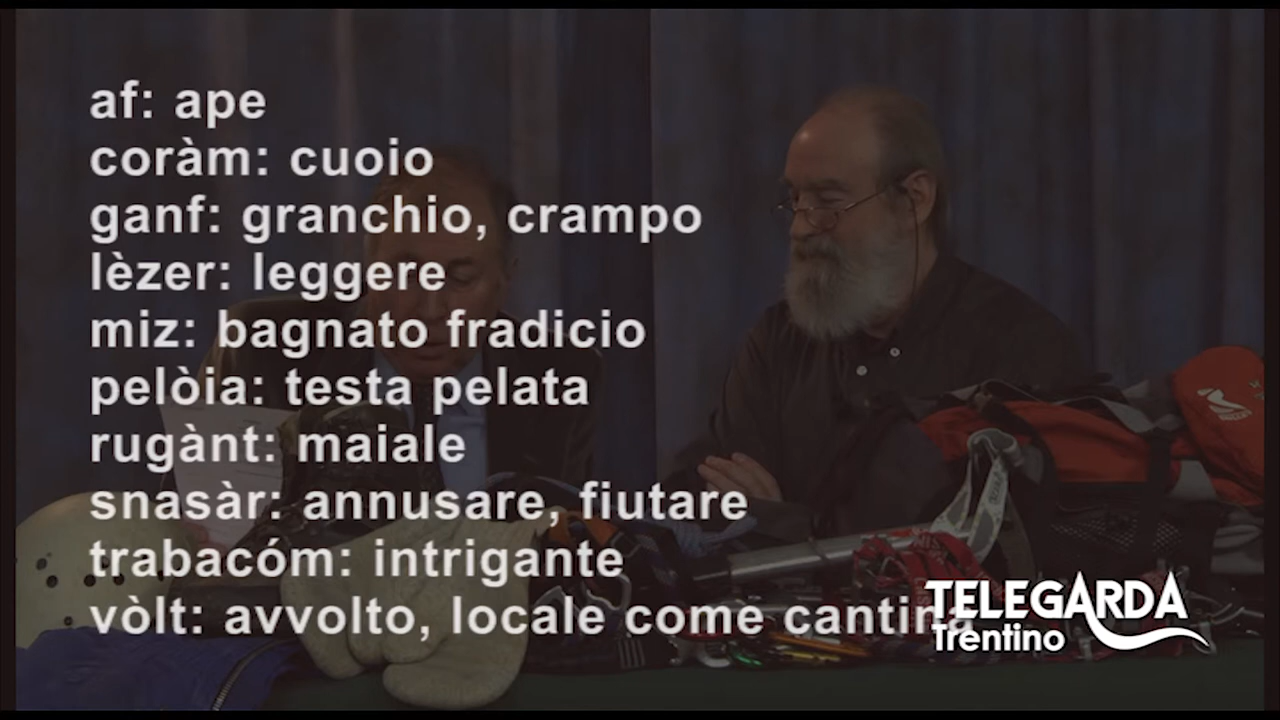 af: ape
coràm: cuoio
ganf: granchio, crampo
lèzer: leggere
miz: bagnato fradicio
pelòia: testa pelata
rugànt: maiale
snasàr: annusare, fiutare
trabacóm: intrigante
vòlt: avvolto, locale come cantina
TELEGARDA
Trentino